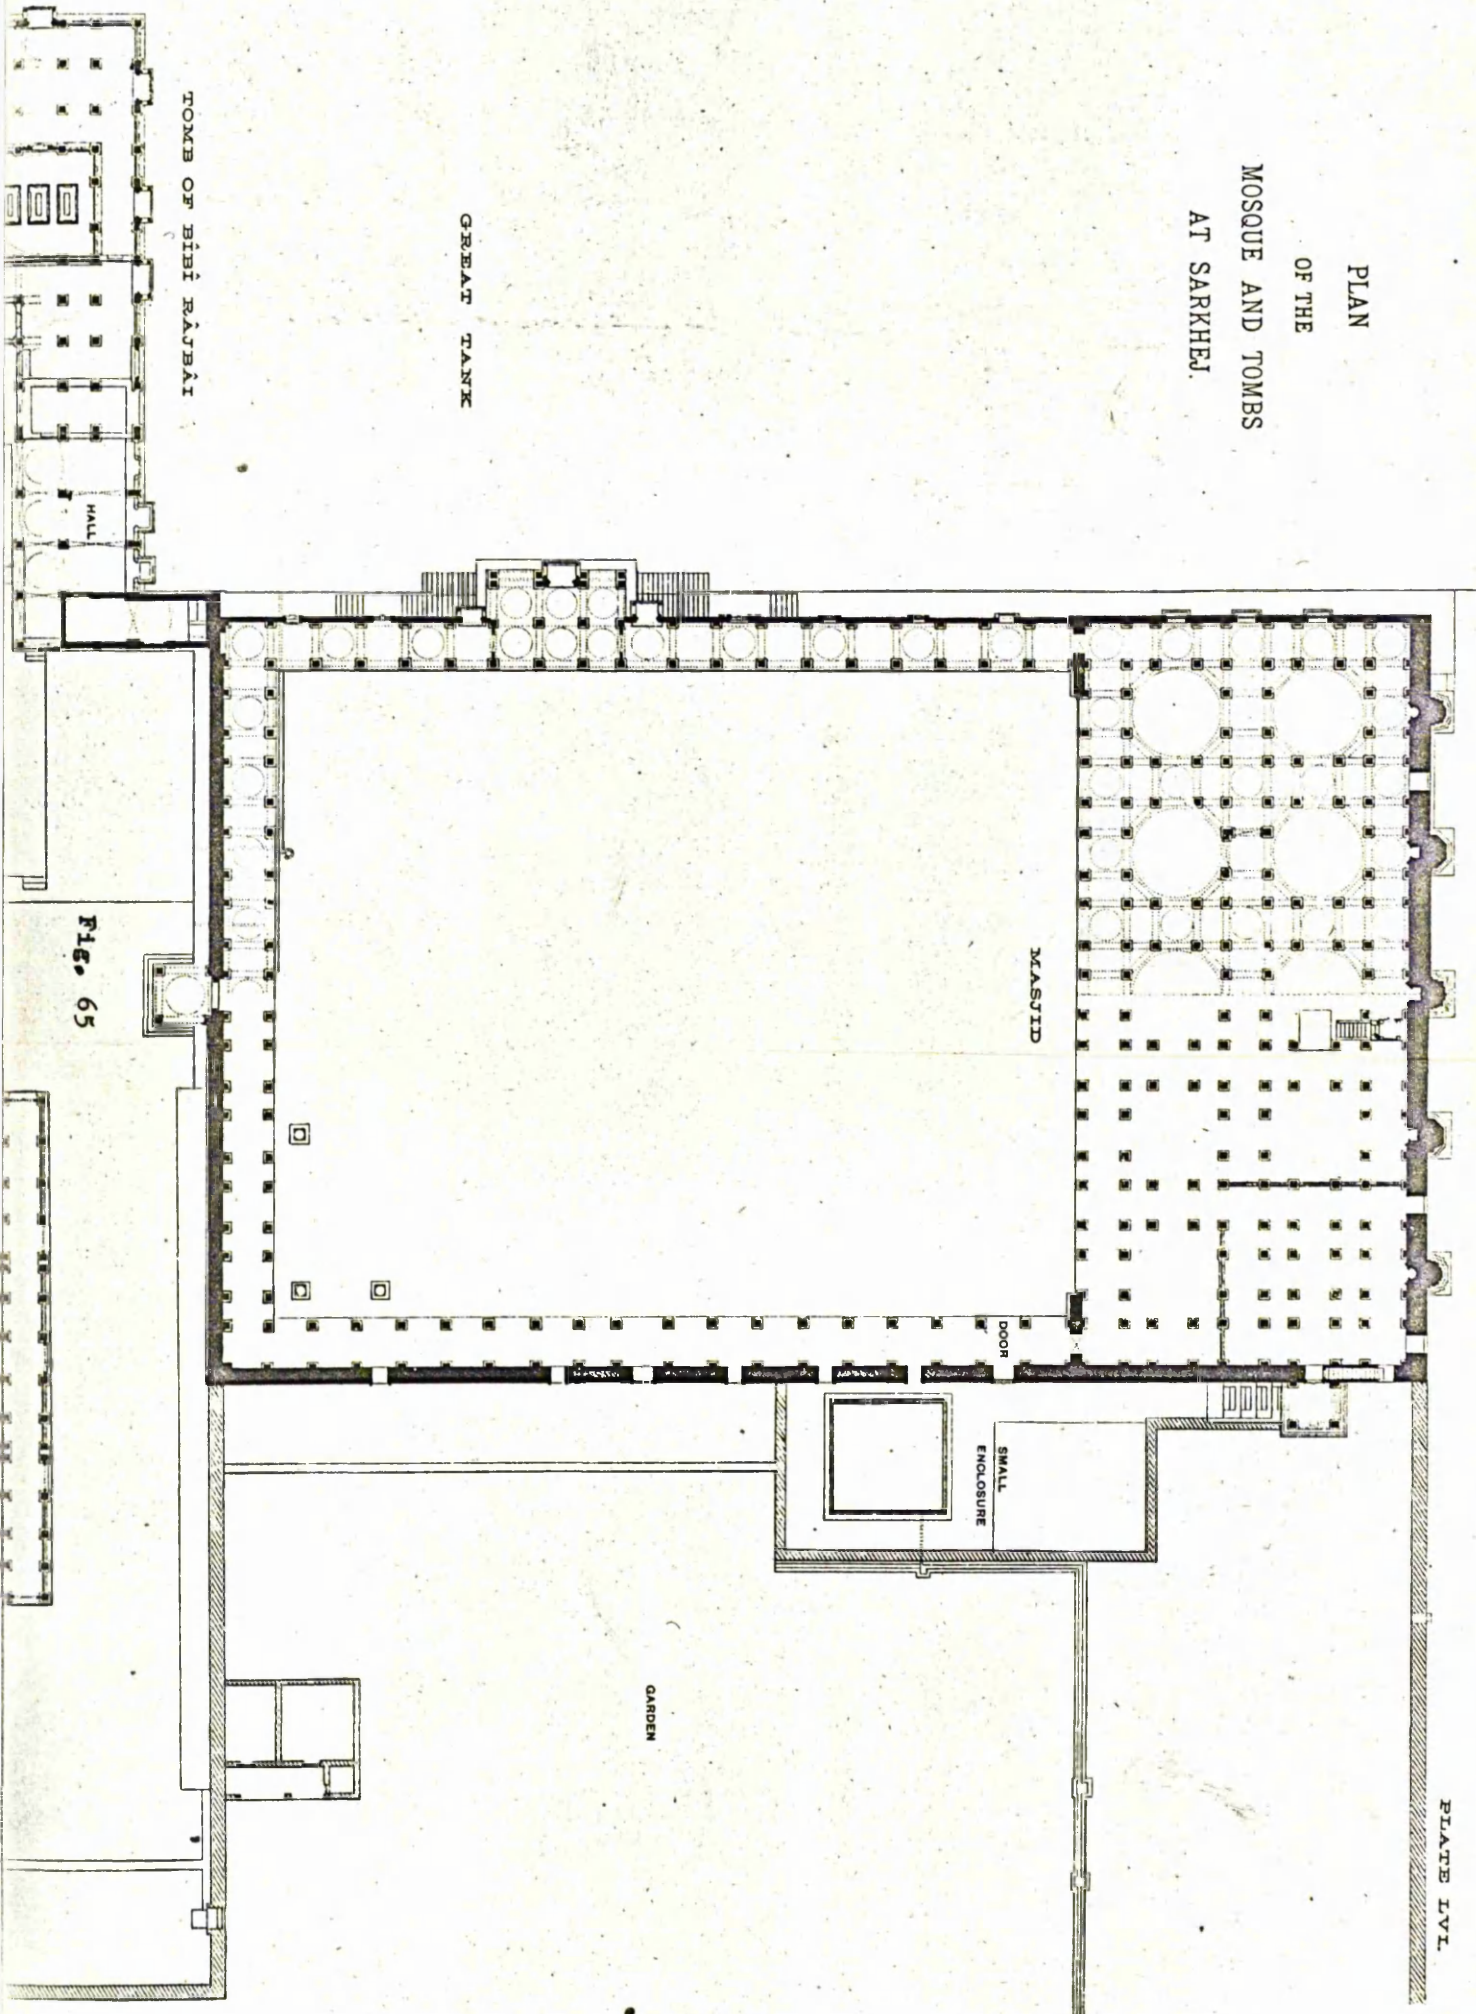 PLATE LVI.
PLAN
OF THE
MOSQUE AND TOMBS
AT SARKHEJ.
MASJID
DOOR
SMALL
ENCLOSURE
GARDEN
GREAT TANK
TOMB OF BÎBÎ RÂJBÂI
HALL
Fig. 65